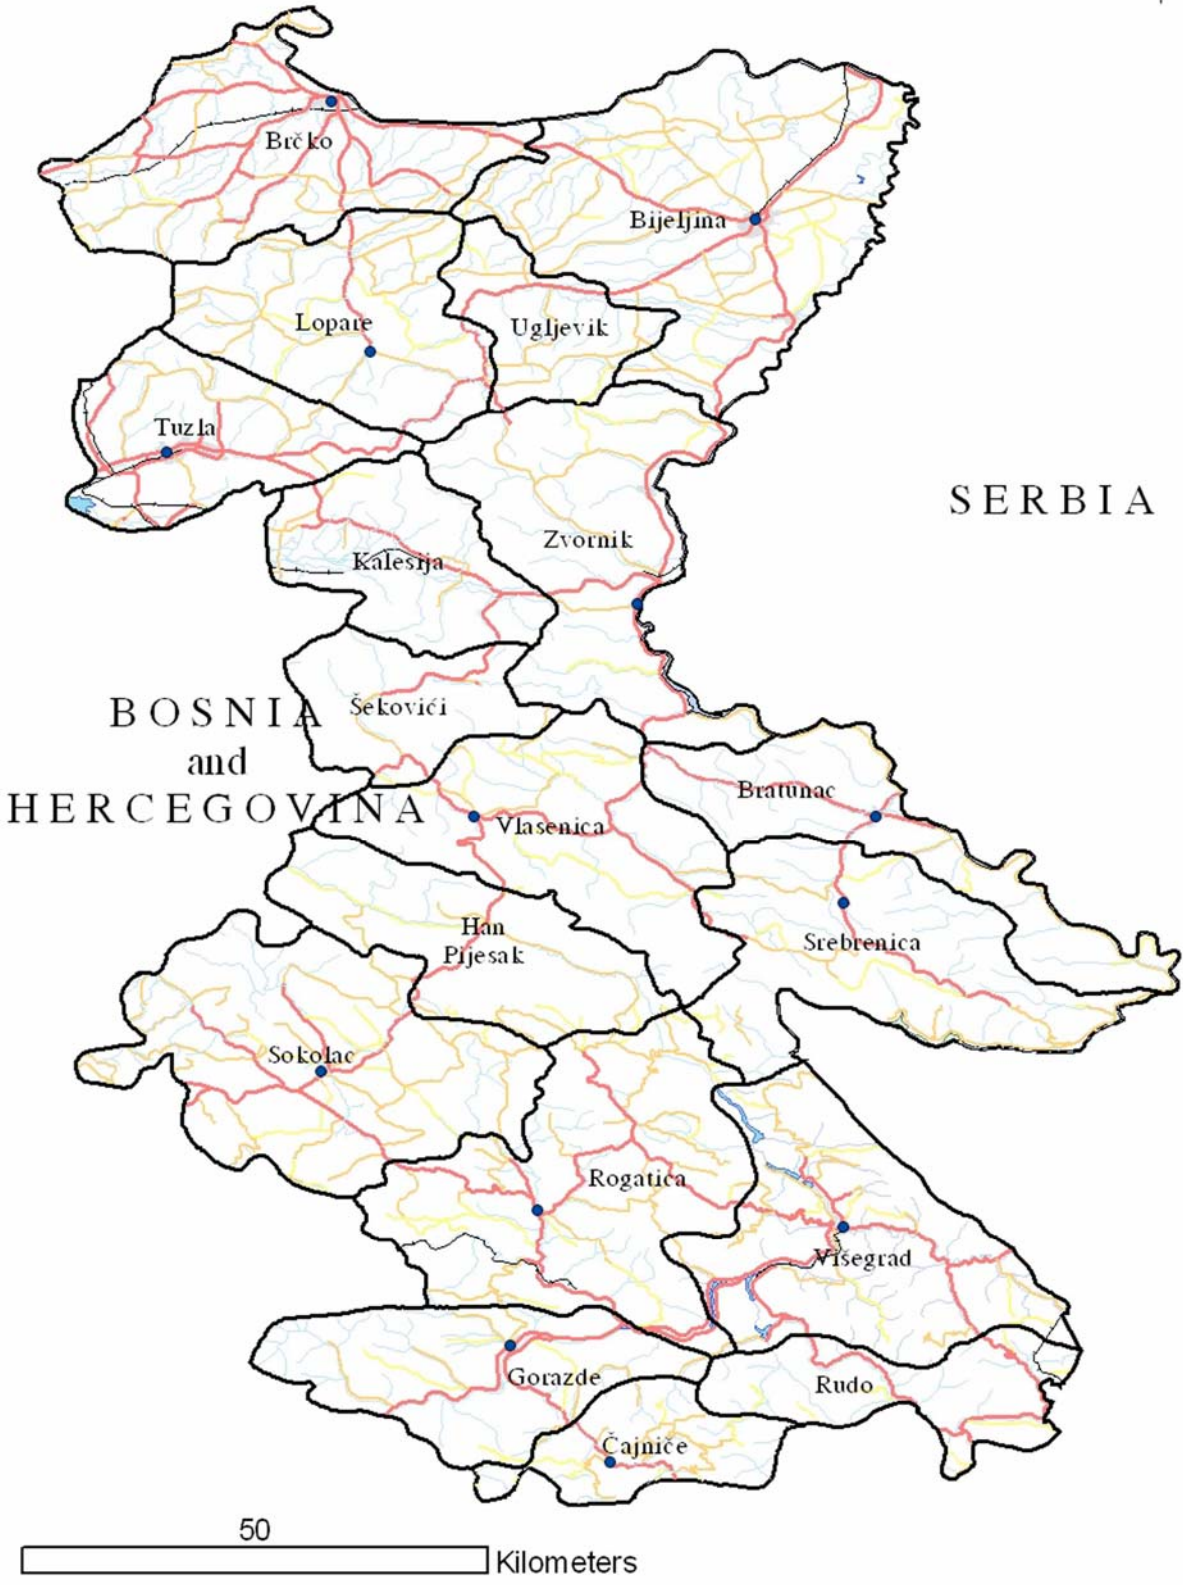 Brčko
Bijeljina
Lopare
Ugljevik
Tuzla
SERBIA
Zvornik
Kalesija
BOSNIA
and
HERCEGOVINA
Šekovići
Bratunac
Vlasenica
Han
Pijesak
Srebrenica
Sokolac
Rogatica
Višegrad
Gorazde
Rudo
Čajniče
50
Kilometers